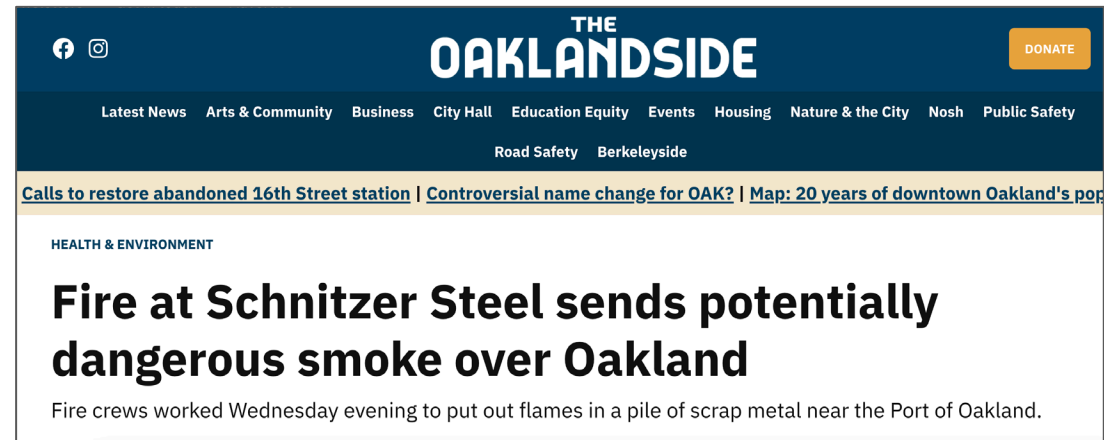 THE
OAKLANDSIDE
DONATE
Latest News Arts & Community Business City Hall Education Equity Events Housing Nature & the City Nosh Public Safety
Road Safety Berkeleyside
Calls to restore abandoned 16th Street station | Controversial name change for OAK? | Map: 20 years of downtown Oakland's pop
HEALTH & ENVIRONMENT
Fire at Schnitzer Steel sends potentially
dangerous smoke over Oakland
Fire crews worked Wednesday evening to put out flames in a pile of scrap metal near the Port of Oakland.